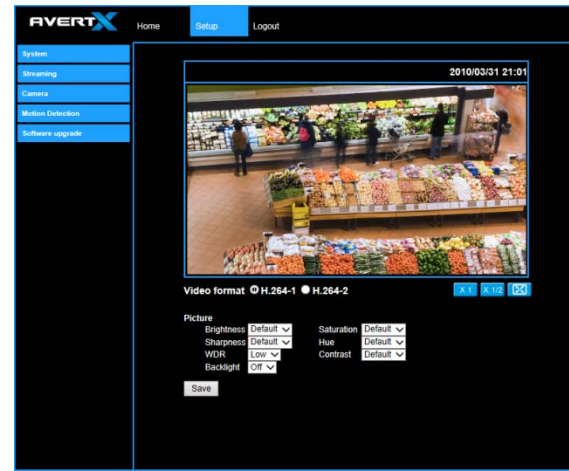 AVERTX
Home Setup Logout
System
Streaming
Camera
Motion Detection
Software upgrade
2010/03/31 21:01
Video format H.264-1 H.264-2
X 1 X 1/2
Picture
Brightness Default Saturation Default
Sharpness Default Hue Default
WDR Low Contrast Default
Backlight Off
Save